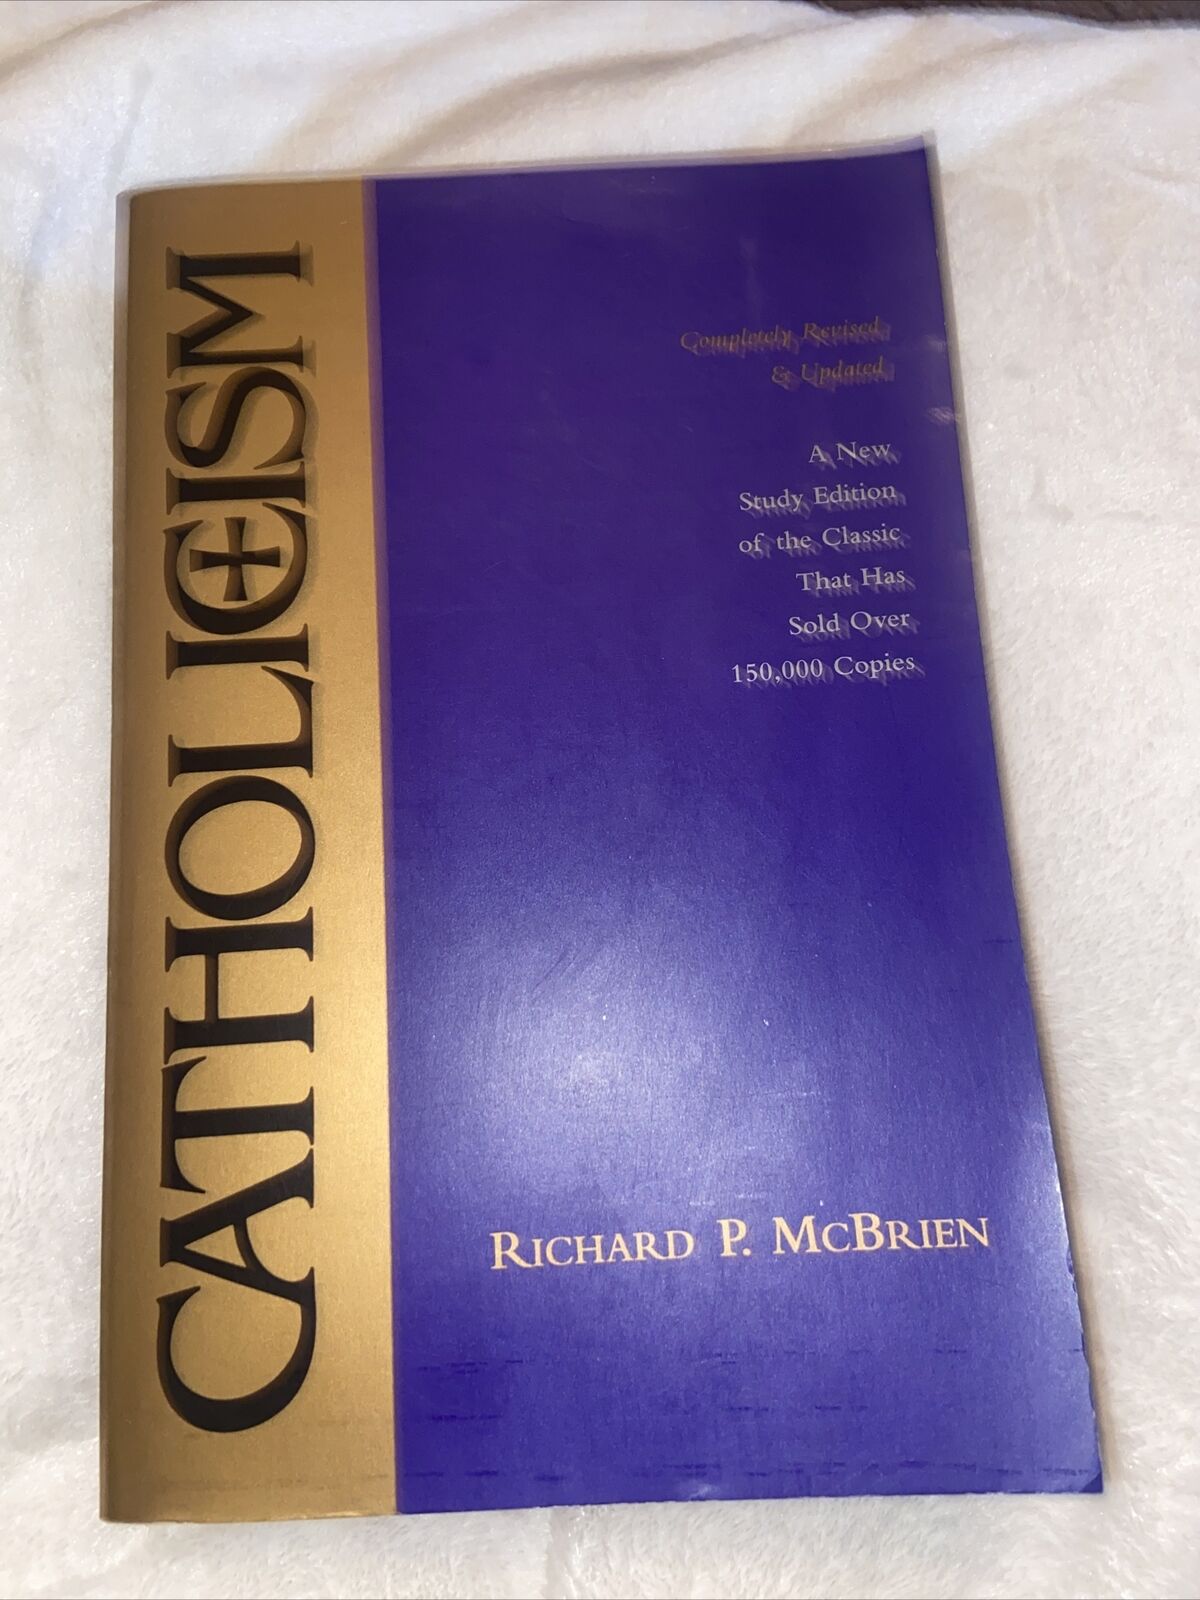 CATHOLICISM
Completely Revised
& Updated
A New
Study Edition
of the Classic
That Has
Sold Over
150,000 Copies
RICHARD P. MCBRIEN